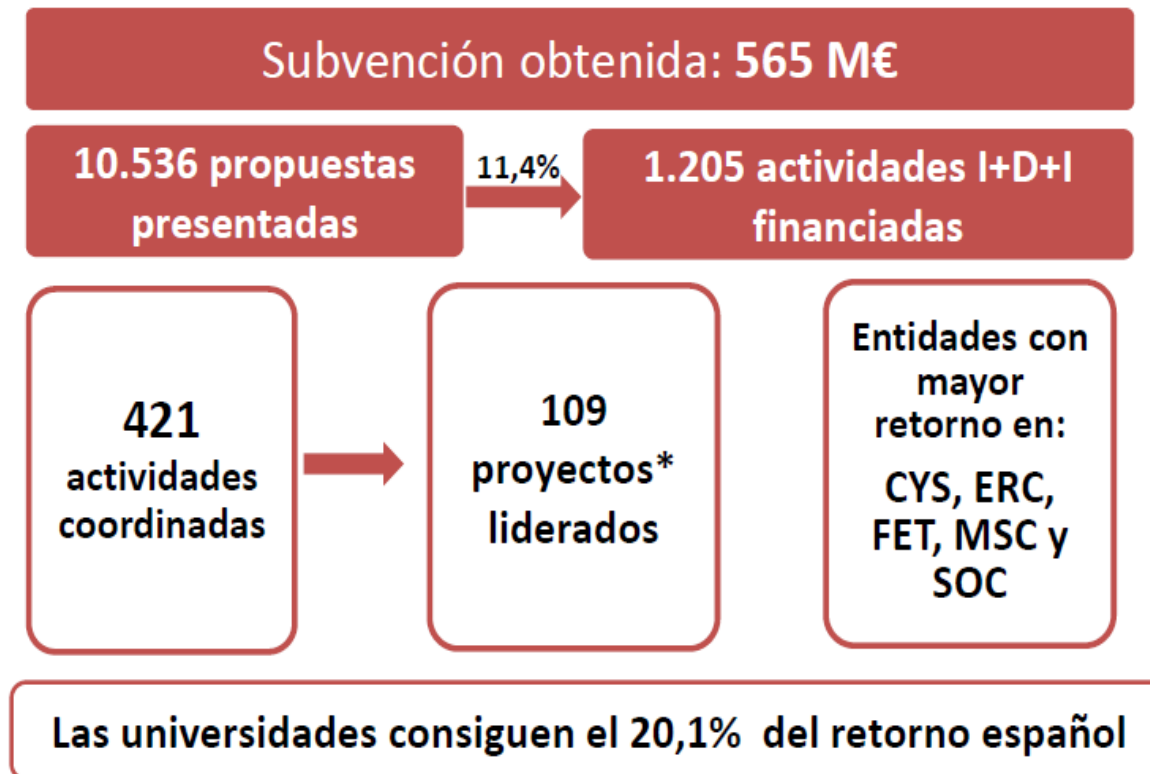 Subvención obtenida: 565 M€
10.536 propuestas
presentadas
11,4%
1.205 actividades I+D+I
financiadas
421
actividades
coordinadas
109
proyectos*
liderados
Entidades con
mayor
retorno en:
CYS, ERC,
FET, MSC y
SOC
Las universidades consiguen el 20,1% del retorno español